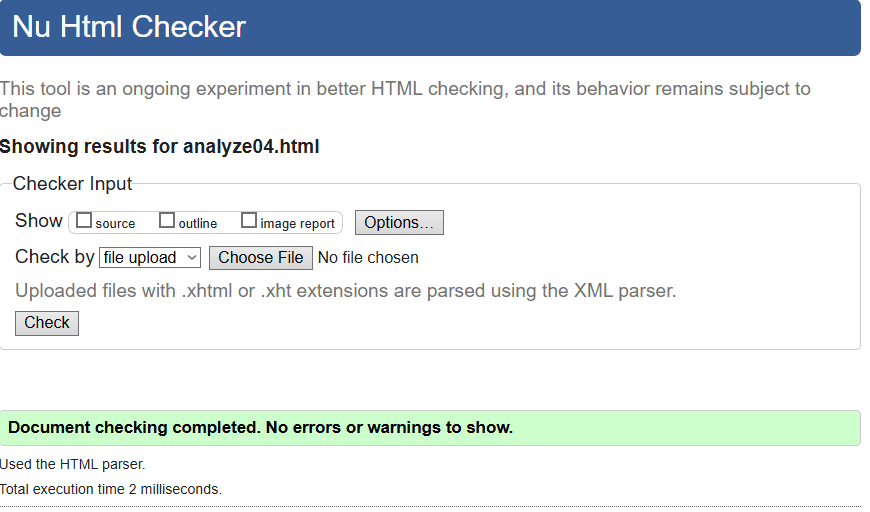 Nu Html Checker
This tool is an ongoing experiment in better HTML checking, and its behavior remains subject to
change
Showing results for analyze04.html
Checker Input
Show source outline image report Options...
Check by file upload Choose File No file chosen
Uploaded files with .xhtml or .xht extensions are parsed using the XML parser.
Check
Document checking completed. No errors or warnings to show.
Used the HTML parser.
Total execution time 2 milliseconds.